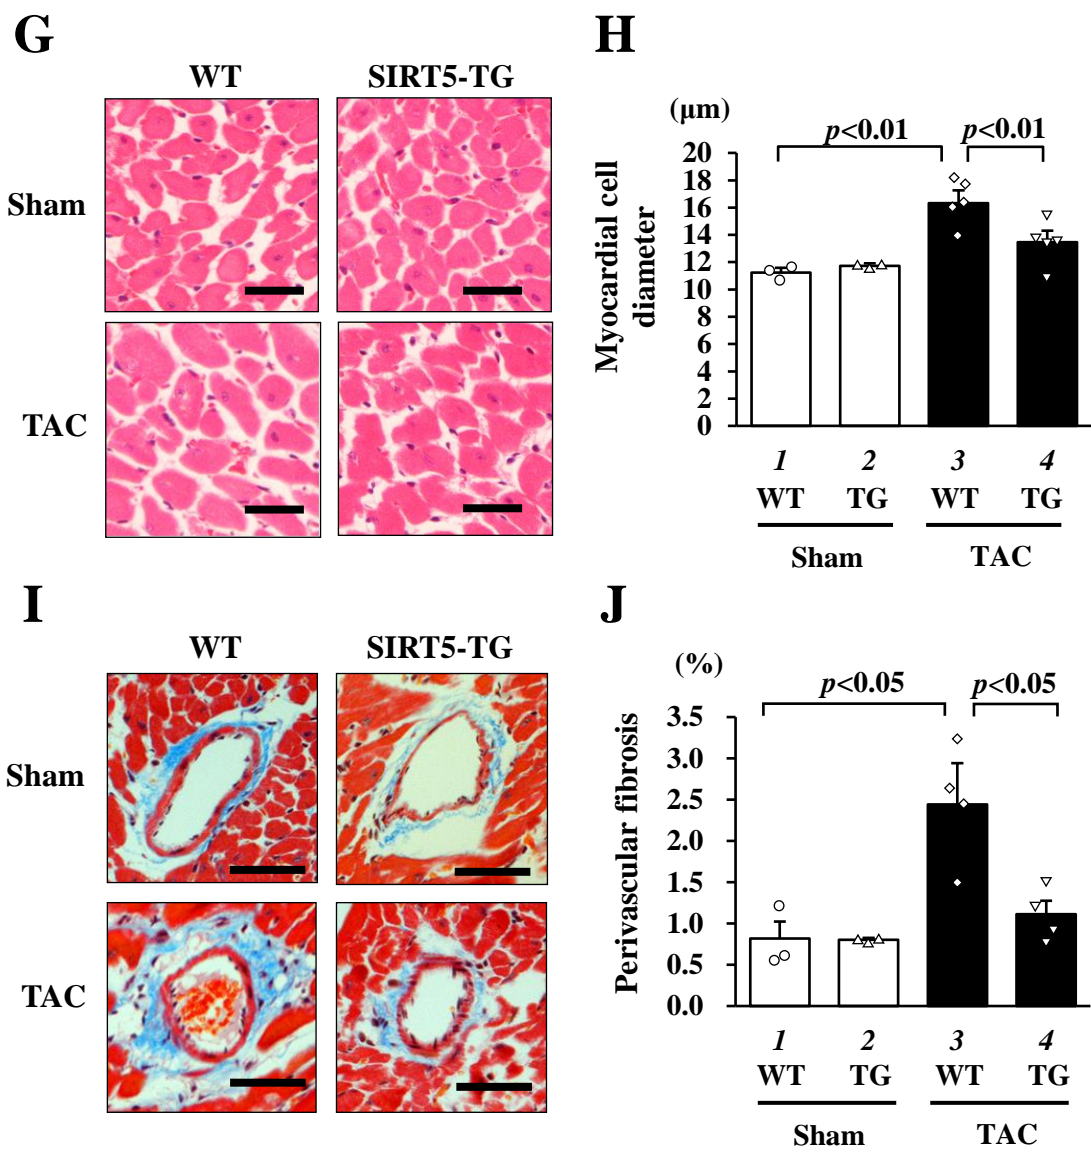 G
WT SIRT5-TG
Sham
TAC
H
(μm)
p<0.01 p<0.01
Myocardial cell
diameter
20
18
16
14
12
10
8
6
4
2
0
1 2 3 4
WT TG WT TG
Sham TAC
I
WT SIRT5-TG
Sham
TAC
J
(%)
p<0.05 p<0.05
Perivascular fibrosis
3.5
3.0
2.5
2.0
1.5
1.0
0.5
0.0
1 2 3 4
WT TG WT TG
Sham TAC